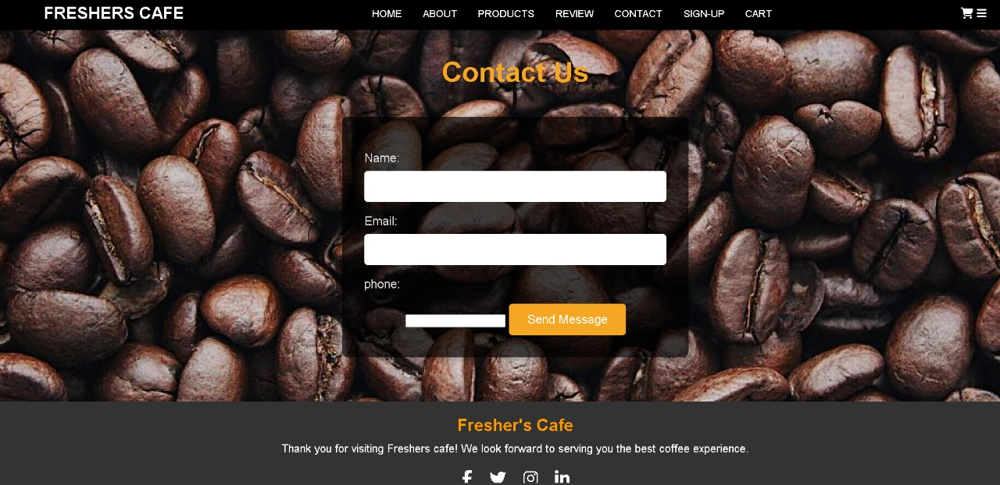 FRESHERS CAFE
HOME ABOUT PRODUCTS REVIEW CONTACT SIGN-UP CART
Contact Us
Name:
Email:
phone:
Send Message
Fresher's Cafe
Thank you for visiting Freshers cafe! We look forward to serving you the best coffee experience.